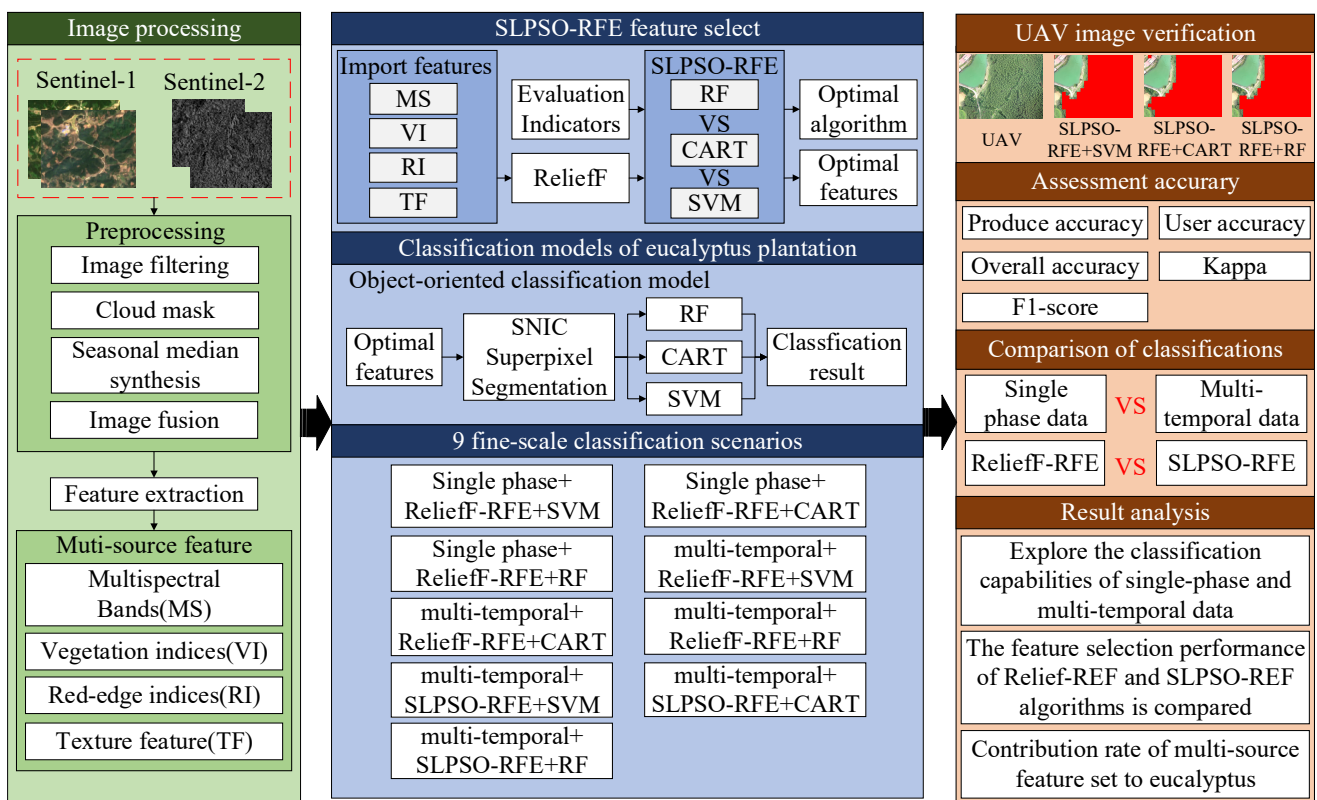 Image processing
Sentinel-1
Sentinel-2
Preprocessing
Image filtering
Cloud mask
Seasonal median
synthesis
Image fusion
Feature extraction
Muti-source feature
Multispectral
Bands(MS)
Vegetation indices(VI)
Red-edge indices(RI)
Texture feature(TF)
SLPSO-RFE feature select
Import features
MS
VI
RI
TF
Evaluation
Indicators
ReliefF
SLPSO-RFE
RF
VS
CART
VS
SVM
Optimal
algorithm
Optimal
features
Classification models of eucalyptus plantation
Object-oriented classification model
Optimal
features
SNIC
Superpixel
Segmentation
RF
CART
SVM
Classfication
result
9 fine-scale classification scenarios
Single phase+
ReliefF-RFE+SVM
Single phase+
ReliefF-RFE+CART
Single phase+
ReliefF-RFE+RF
multi-temporal+
ReliefF-RFE+SVM
multi-temporal+
ReliefF-RFE+CART
multi-temporal+
ReliefF-RFE+RF
multi-temporal+
SLPSO-RFE+SVM
multi-temporal+
SLPSO-RFE+CART
multi-temporal+
SLPSO-RFE+RF
UAV image verification
UAV
SLPSO-
RFE+SVM
SLPSO-
RFE+CART
SLPSO-
RFE+RF
Assessment accurary
Produce accuracy
User accuracy
Overall accuracy
Kappa
F1-score
Comparison of classifications
Single
phase data
VS
Multi-
temporal data
ReliefF-RFE
VS
SLPSO-RFE
Result analysis
Explore the classification
capabilities of single-phase and
multi-temporal data
The feature selection performance
of Relief-REF and SLPSO-REF
algorithms is compared
Contribution rate of multi-source
feature set to eucalyptus